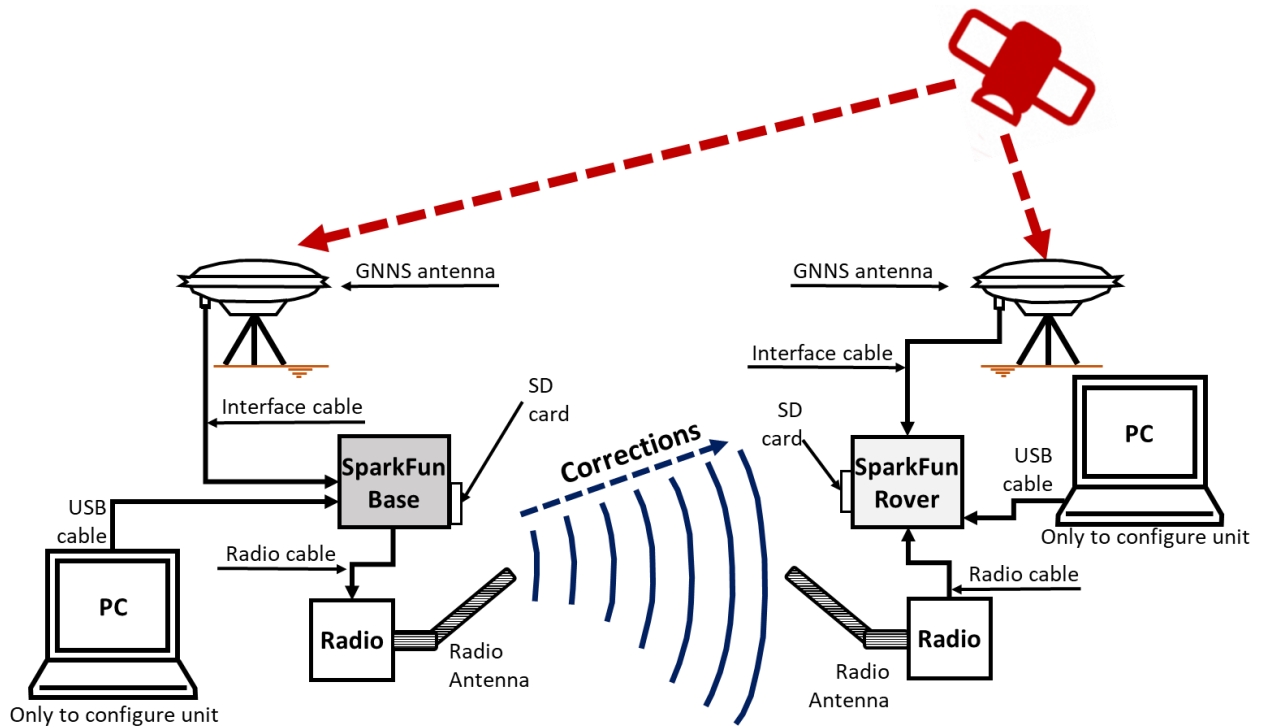 GNNS antenna
GNNS antenna
Interface cable
SD
card
Interface cable
SD
card
PC
Corrections
SparkFun
Base
SparkFun
Rover
USB
cable
USB
cable
Only to configure unit
Radio cable
Radio cable
PC
Radio
Radio
Radio
Antenna
Radio
Antenna
Only to configure unit